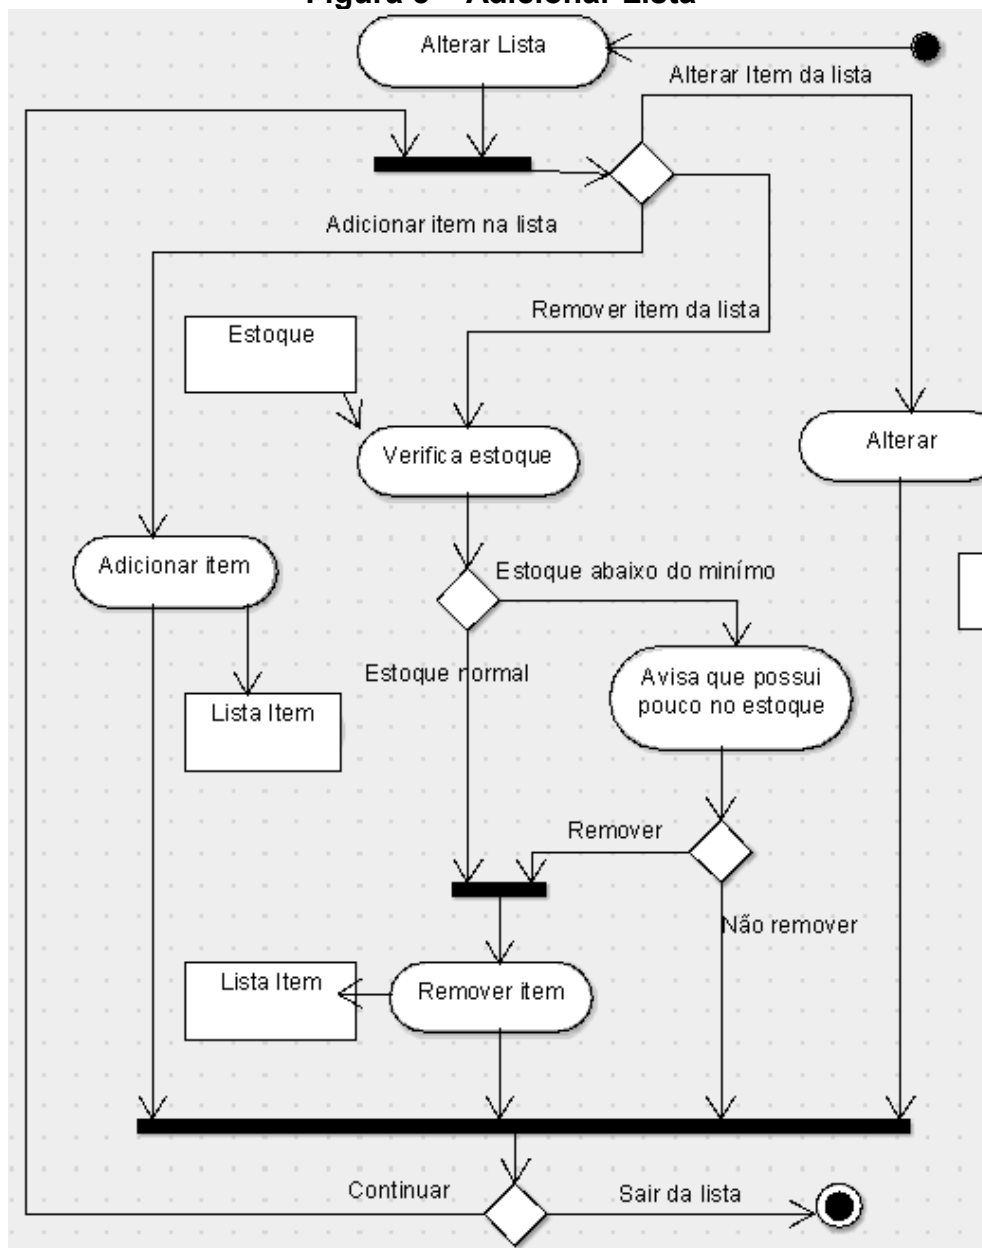 Alterar Lista
Alterar Item da lista
Adicionar item na lista
Remover item da lista
Estoque
Alterar
Verifica estoque
Adicionar item
Estoque abaixo do minímo
Estoque normal
Avisa que possui
pouco no estoque
Lista Item
Remover
Não remover
Lista Item
Remover item
Continuar
Sair da lista